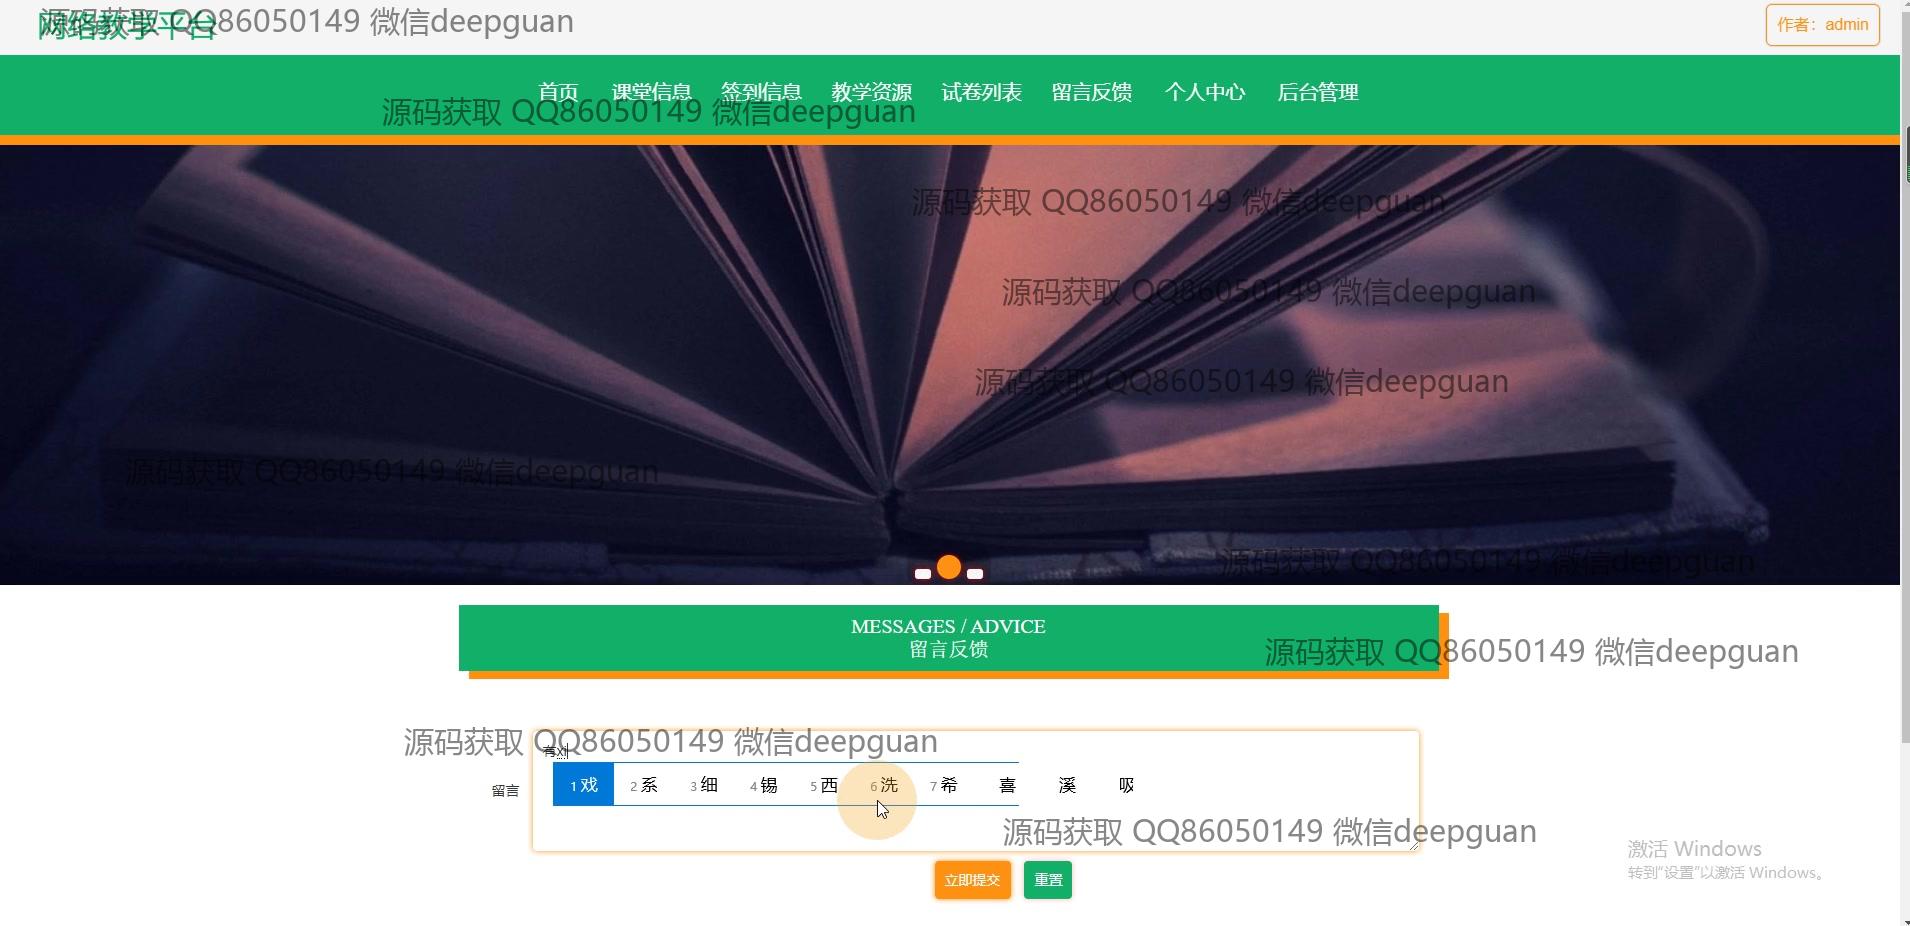 网络教学平台
源码获取 QQ86050149 微信deepguan
作者：admin
首页 课堂信息 签到信息 教学资源 试卷列表 留言反馈 个人中心 后台管理
源码获取 QQ86050149 微信deepguan
源码获取 QQ86050149 微信deepguan
源码获取 QQ86050149 微信deepguan
源码获取 QQ86050149 微信deepguan
源码获取 QQ86050149 微信deepguan
源码获取 QQ86050149 微信deepguan
MESSAGES / ADVICE
留言反馈
源码获取 QQ86050149 微信deepguan
源码获取 QQ86050149 微信deepguan
有xi
留言
1 戏 2 系 3 细 4 锡 5 西 6 洗 7 希 喜 溪 吸
源码获取 QQ86050149 微信deepguan
立即提交 重置
激活 Windows
转到"设置"以激活 Windows。